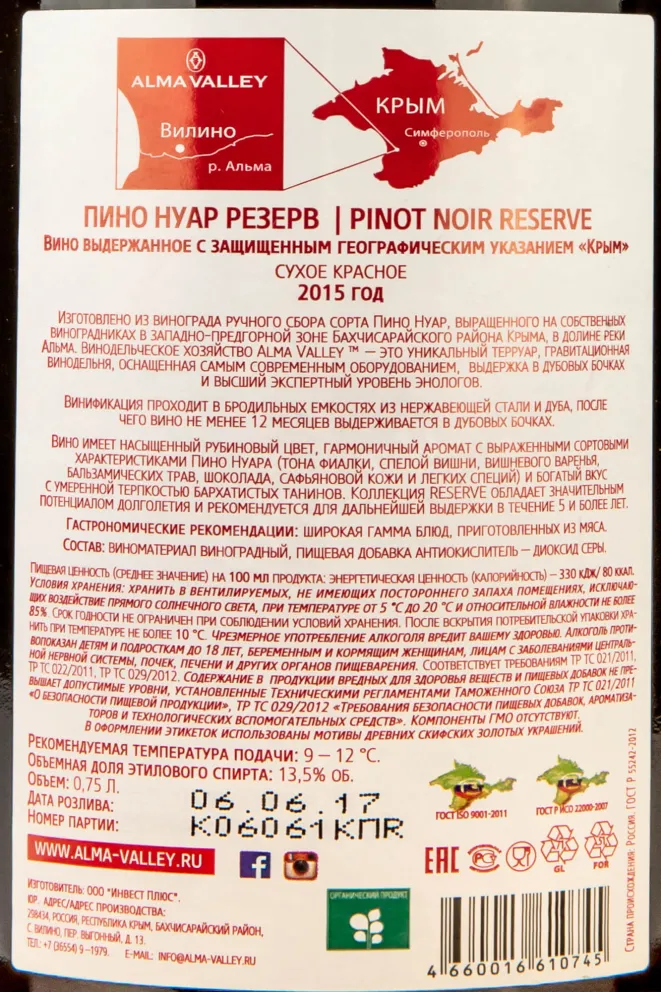 ALMA VALLEY
Вилино
р. Альма
КРЫМ
Симферополь
ПИНО НУАР РЕЗЕРВ | PINOT NOIR RESERVE
Вино выдержанное с защищенным географическим указанием «Крым»
СУХОЕ КРАСНОЕ
2015 год
Изготовлено из винограда ручного сбора сорта Пино Нуар, выращенного на собственных
виноградниках в западно-предгорной зоне Бахчисарайского района Крыма, в долине реки
Альма. Винодельческое хозяйство Alma Valley ™ – это уникальный терруар, гравитационная
винодельня, оснащенная самым современным оборудованием, выдержка в дубовых бочках
и высший экспертный уровень энологов.
Винификация проходит в бродильных емкостях из нержавеющей стали и дуба, после
чего вино не менее 12 месяцев выдерживается в дубовых бочках.
Вино имеет насыщенный рубиновый цвет, гармоничный аромат с выраженными сортовыми
характеристиками Пино Нуара (тона фиалки, спелой вишни, вишневого варенья,
бальзамических трав, шоколада, сафьяновой кожи и легких специй) и богатый вкус
с умеренной терпкостью бархатистых танинов. Коллекция RESERVE обладает значительным
потенциалом долголетия и рекомендуется для дальнейшей выдержки в течение 5 и более лет.
Гастрономические рекомендации: широкая гамма блюд, приготовленных из мяса.
Состав: виноматериал виноградный, пищевая добавка антиокислитель – диоксид серы.
Пищевая ценность (среднее значение) на 100 мл продукта: энергетическая ценность (калорийность) – 330 кДж/ 80 ккал.
Условия хранения: хранить в вентилируемых, не имеющих постороннего запаха помещениях, исключаю-
щих воздействие прямого солнечного света, при температуре от 5 °С до 20 °С и относительной влажности не более
85% Срок годности не ограничен при соблюдении условий хранения. После вскрытия потребительской упаковки хра-
нить при температуре не более 10 °С. Чрезмерное употребление алкоголя вредит вашему здоровью. Алкоголь проти-
вопоказан детям и подросткам до 18 лет, беременным и кормящим женщинам, лицам с заболеваниями централь-
ной нервной системы, почек, печени и других органов пищеварения. Соответствует требованиям ТР ТС 021/2011,
ТР ТС 022/2011, ТР ТС 029/2012. Содержание в продукции вредных для здоровья веществ и пищевых добавок не пре-
вышает допустимые уровни, установленные Техническими регламентами Таможенного Союза ТР ТС 021/2011
«О безопасности пищевой продукции», ТР ТС 029/2012 «Требования безопасности пищевых добавок, ароматиза-
торов и технологических вспомогательных средств». Компоненты ГМО отсутствуют.
В оформлении этикеток использованы мотивы древних скифских золотых украшений.
Рекомендуемая температура подачи: 9 – 12 °С.
Объемная доля этилового спирта: 13,5% об.
Объем: 0,75 л.
Дата розлива: 06.06.17
Номер партии: К06061КПR
ГОСТ ISO 9001-2011
ГОСТ Р ИСО 22000-2007
WWW.ALMA-VALLEY.RU
EAC
РСТ
GL
FOR
Изготовитель: ООО "ИНВЕСТ ПЛЮС".
Юр. адрес/адрес производства:
298434, Россия, Республика Крым, Бахчисарайский район,
с. Вилино, пер. Выгонный, д. 13.
Тел.: +7 (36554) 9 –1979. E-mail: info@alma-valley.ru
ОРГАНИЧЕСКИЙ ПРОДУКТ
4 660016 610745
Страна происхождения: Россия. ГОСТ Р 55242-2012